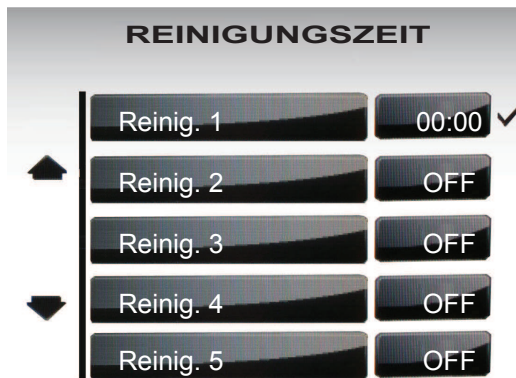 REINIGUNGSZEIT
Reinig. 1 00:00
Reinig. 2 OFF
Reinig. 3 OFF
Reinig. 4 OFF
Reinig. 5 OFF